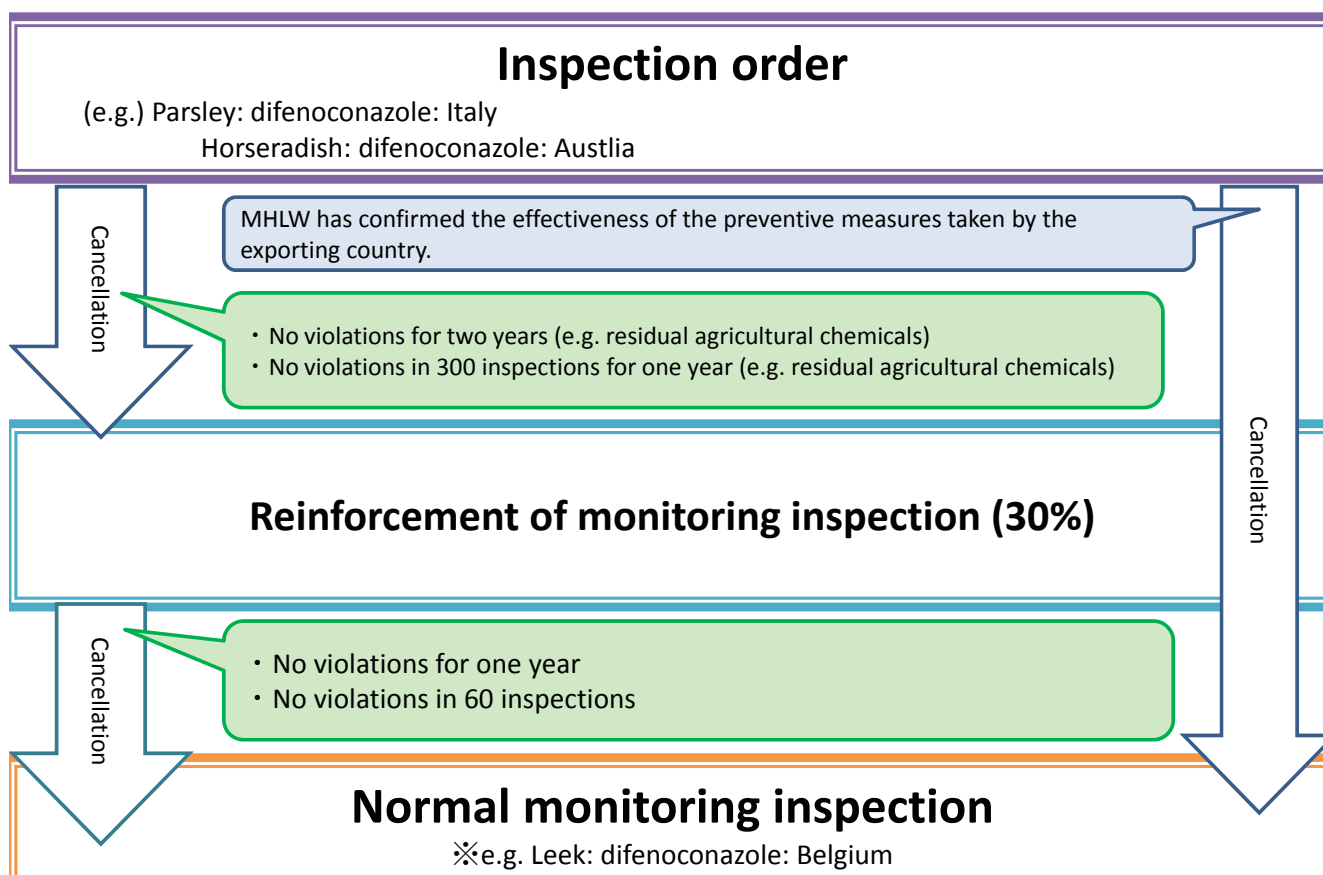 Inspection order
(e.g.) Parsley: difenoconazole: Italy
Horseradish: difenoconazole: Austlia
Cancellation
MHLW has confirmed the effectiveness of the preventive measures taken by the
exporting country.
・No violations for two years (e.g. residual agricultural chemicals)
・No violations in 300 inspections for one year (e.g. residual agricultural chemicals)
Cancellation
Reinforcement of monitoring inspection (30%)
Cancellation
・No violations for one year
・No violations in 60 inspections
Normal monitoring inspection
※e.g. Leek: difenoconazole: Belgium